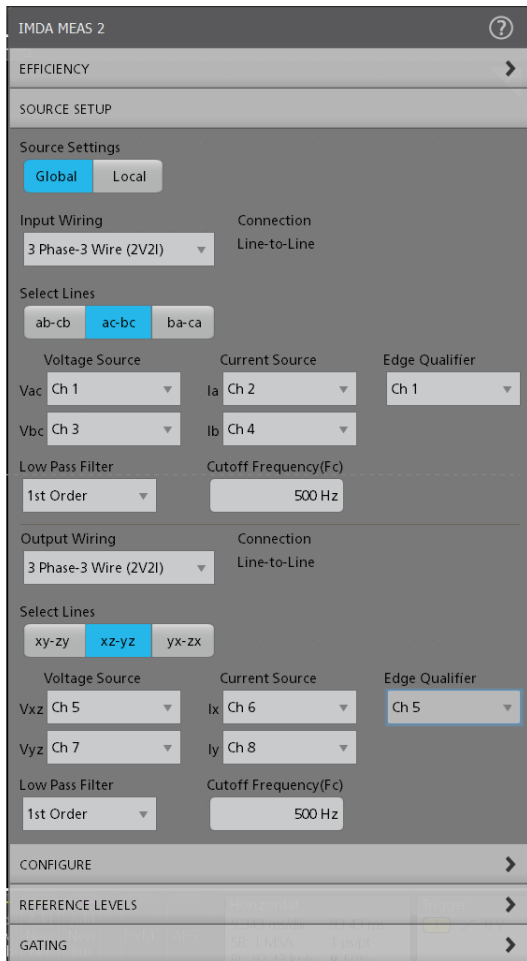 IMDA MEAS 2 ?
EFFICIENCY
SOURCE SETUP
Source Settings
Global Local
Input Wiring Connection
3 Phase-3 Wire (2V2I) Line-to-Line
Select Lines
ab-cb ac-bc ba-ca
Voltage Source Current Source Edge Qualifier
Vac Ch 1 Ia Ch 2 Ch 1
Vbc Ch 3 Ib Ch 4
Low Pass Filter Cutoff Frequency(Fc)
1st Order 500 Hz
Output Wiring Connection
3 Phase-3 Wire (2V2I) Line-to-Line
Select Lines
xy-zy xz-yz yx-zx
Voltage Source Current Source Edge Qualifier
Vxz Ch 5 Ix Ch 6 Ch 5
Vyz Ch 7 Iy Ch 8
Low Pass Filter Cutoff Frequency(Fc)
1st Order 500 Hz
CONFIGURE
REFERENCE LEVELS
GATING